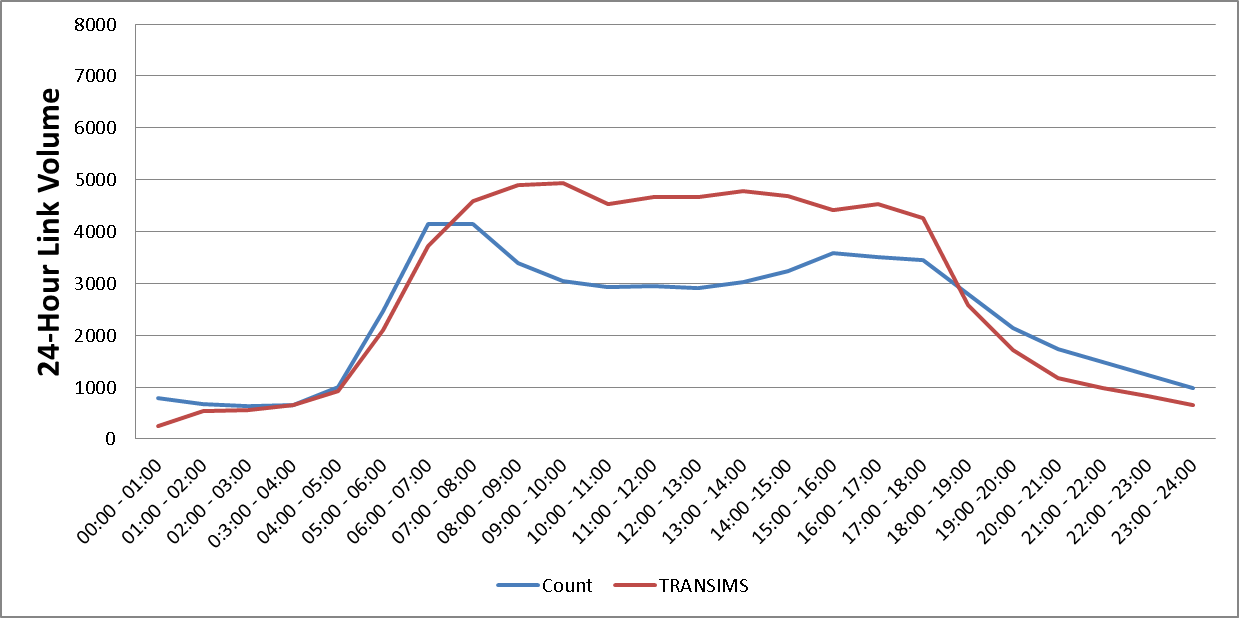 24-Hour Link Volume
8000
7000
6000
5000
4000
3000
2000
1000
0
00:00 - 01:00
01:00 - 02:00
02:00 - 03:00
0:3:00 - 04:00
04:00 - 05:00
05:00 - 06:00
06:00 - 07:00
07:00 - 08:00
08:00 - 09:00
09:00 - 10:00
10:00 - 11:00
11:00 - 12:00
12:00 - 13:00
13:00 - 14:00
14:00 -15:00
15:00 - 16:00
16:00 - 17:00
17:00 - 18:00
18:00 - 19:00
19:00 -20:00
20:00 - 21:00
21:00 - 22:00
22:00 - 23:00
23:00 - 24:00
Count
TRANSIMS